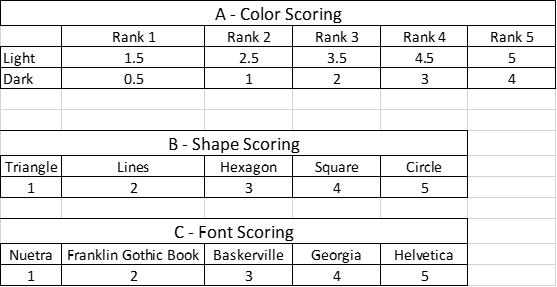 A - Color Scoring
Rank 1 Rank 2 Rank 3 Rank 4 Rank 5
Light 1.5 2.5 3.5 4.5 5
Dark 0.5 1 2 3 4
B - Shape Scoring
Triangle Lines Hexagon Square Circle
1 2 3 4 5
C - Font Scoring
Nuetra Franklin Gothic Book Baskerville Georgia Helvetica
1 2 3 4 5